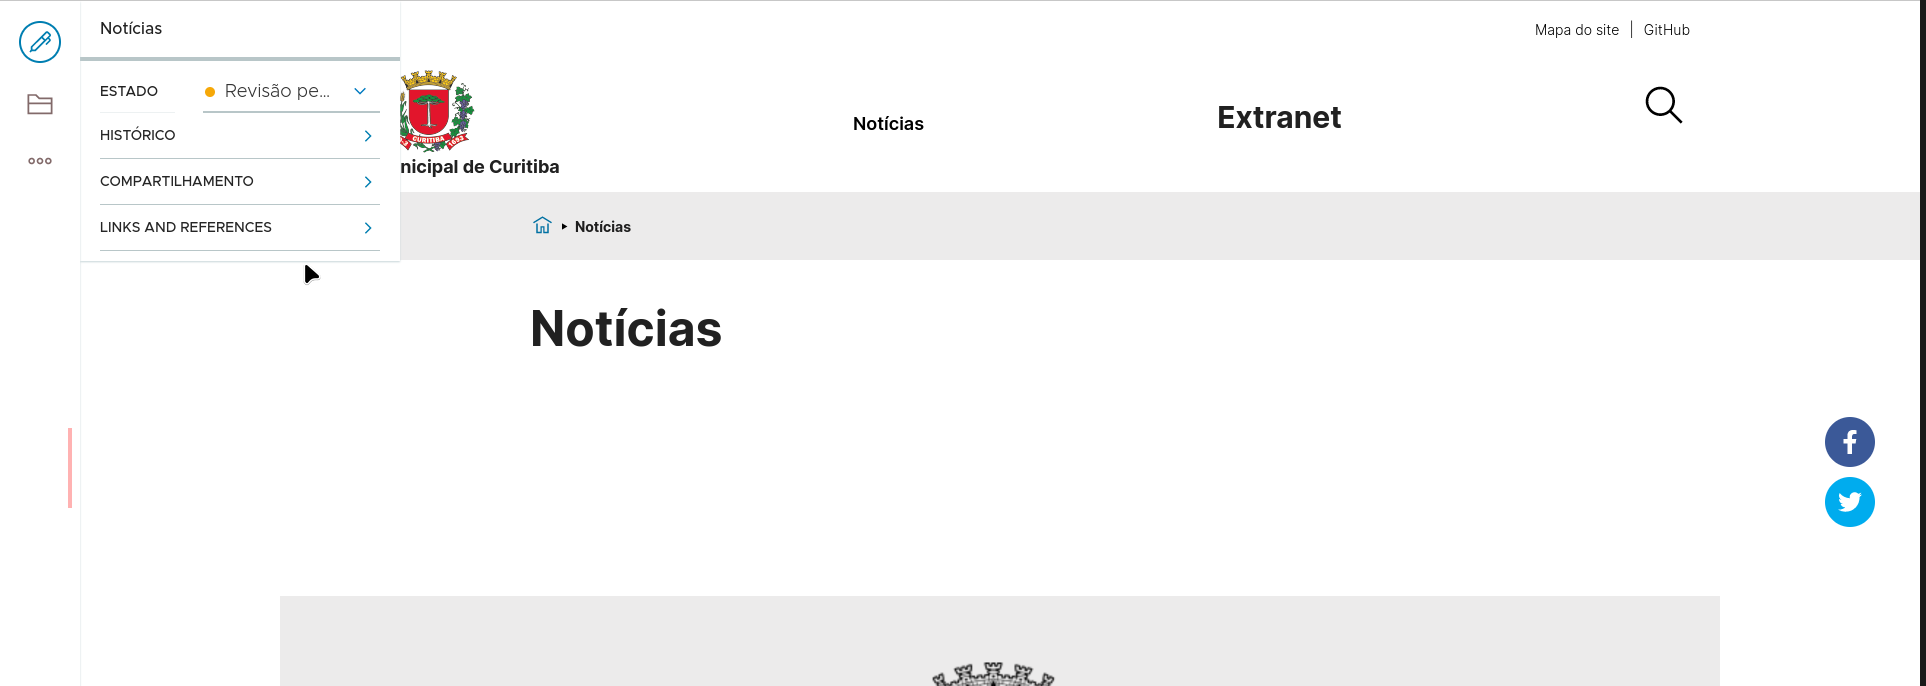 Notícias
ESTADO
Revisão pe...
HISTÓRICO
COMPARTILHAMENTO
LINKS AND REFERENCES
Mapa do site | GitHub
CURITIBA
nicipal de Curitiba
Notícias
Extranet
Notícias
Notícias